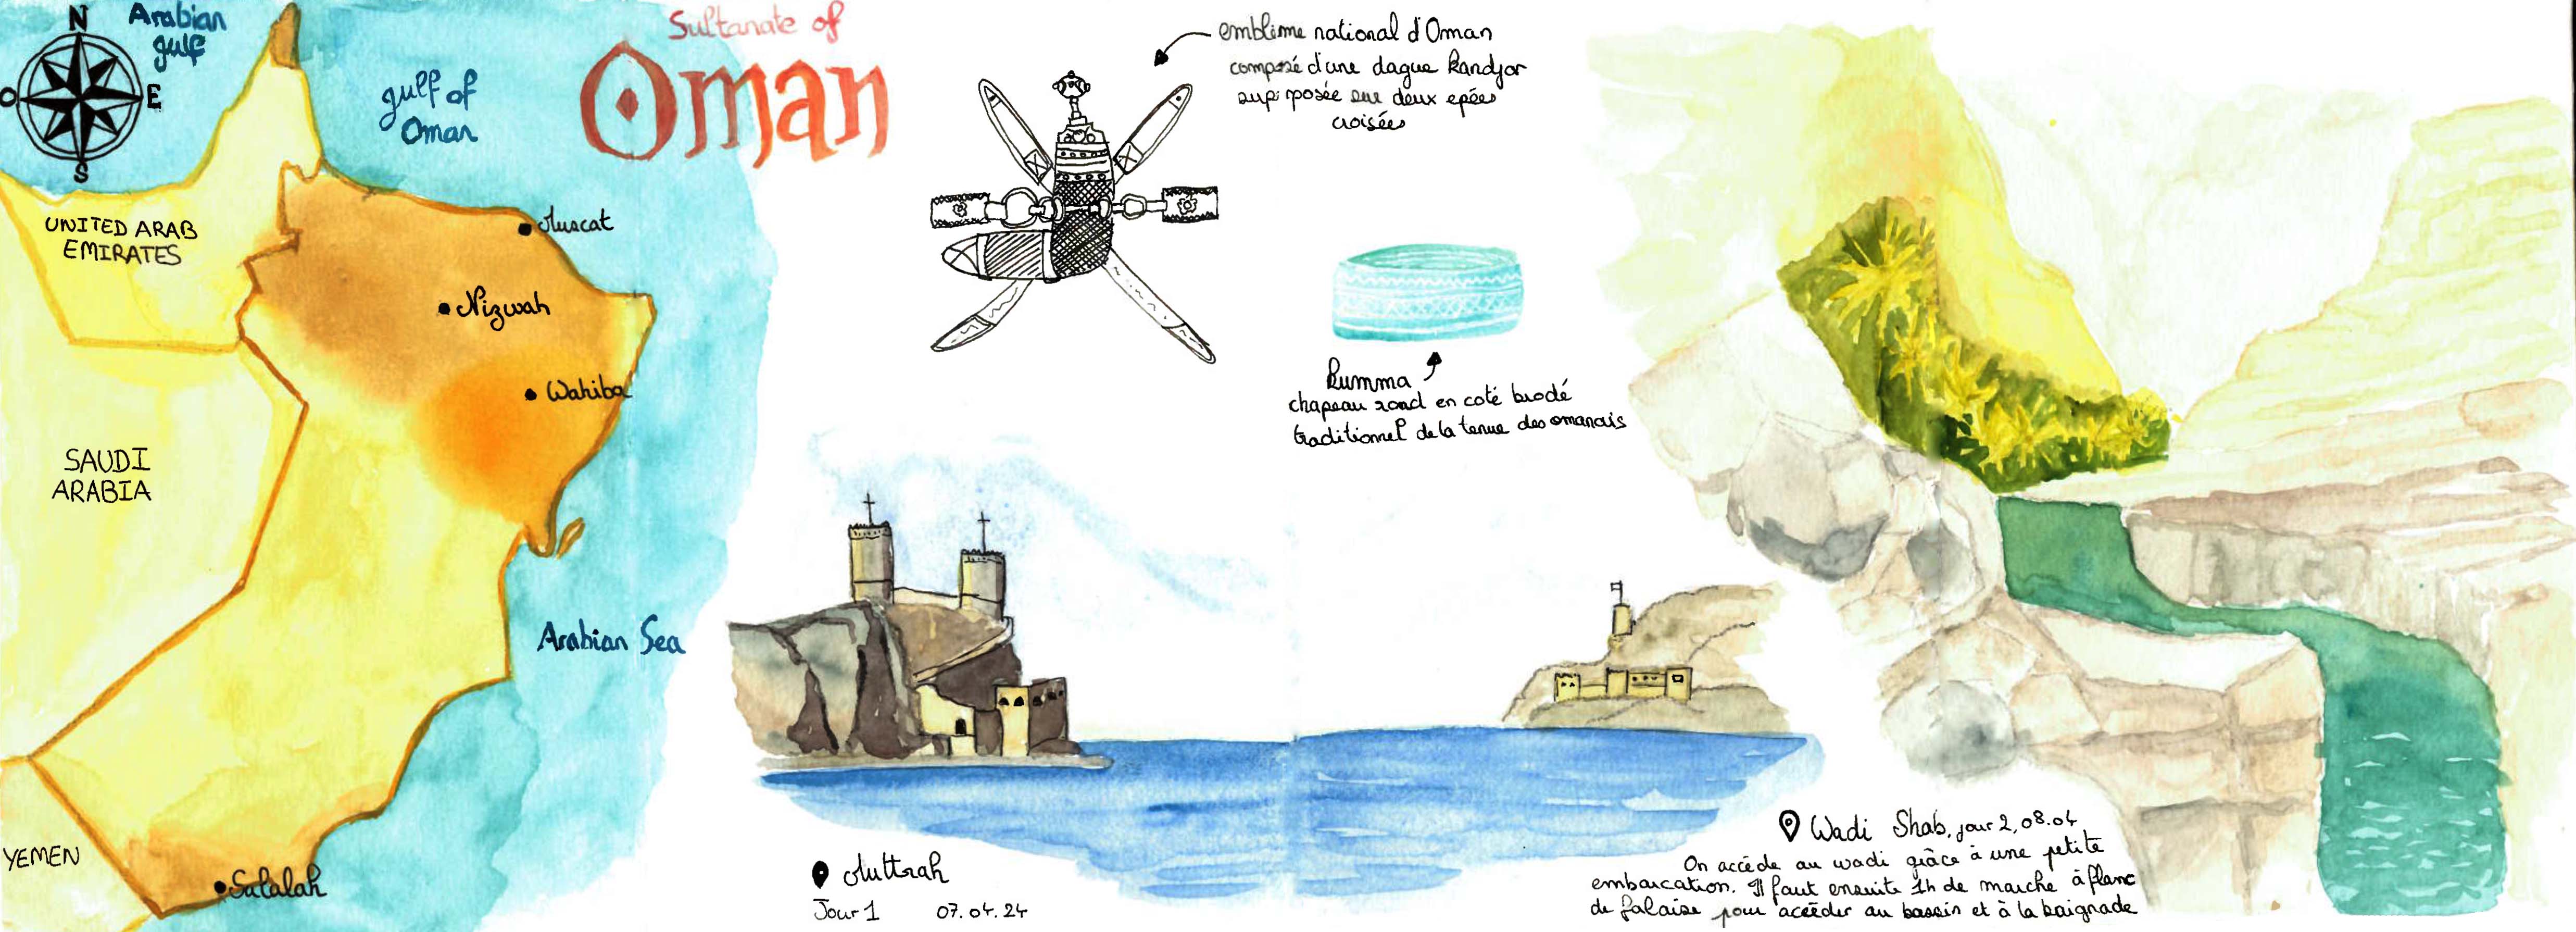 N
O
E
S
Arabian
gulf
gulf of
Oman
Sultanate of
Oman
UNITED ARAB
EMIRATES
Muscat
Nizwah
Wahiba
SAUDI
ARABIA
Arabian Sea
YEMEN
Salalah
emblème national d'Oman
composé d'une dague kandjar
superposée sur deux epées
croisées
kumma
chapeau rond en coté brodé
traditionnel de la tenue des omanais
Muttrah
Jour 1 07.04.24
Wadi Shab, jour 2, 08.04
On accède au wadi grâce à une petite
embarcation. Il faut ensuite 1h de marche à flanc
de falaise pour accéder au bassin et à la baignade